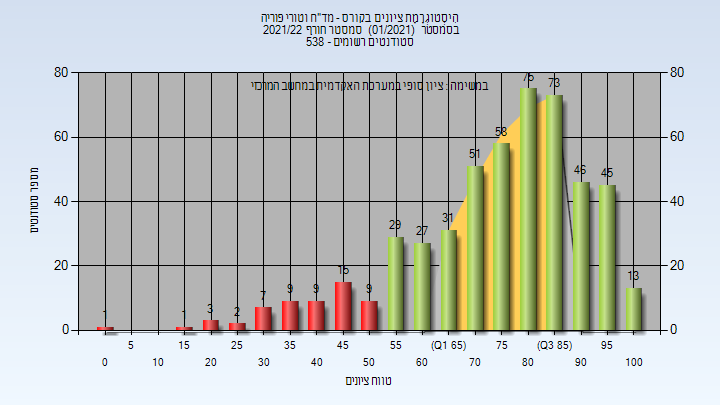 היסטוגרמת ציונים בקורס - מד"ח וטורי פוריה
בסמסטר (01/2021) סמסטר חורף 2021/22
סטודנטים רשומים - 538
במשימה : ציון סופי במערכת האקדמית במחשב המרכזי
מספר סטודנטים
80 60 40 20 0
80 60 40 20 0
1 1 3 2 7 9 9 15 9 29 27 31 51 58 75 73 46 45 13
5 15 25 35 45 55 (Q1 65) 75 (Q3 85) 95
0 10 20 30 40 50 60 70 80 90 100
טווח ציונים